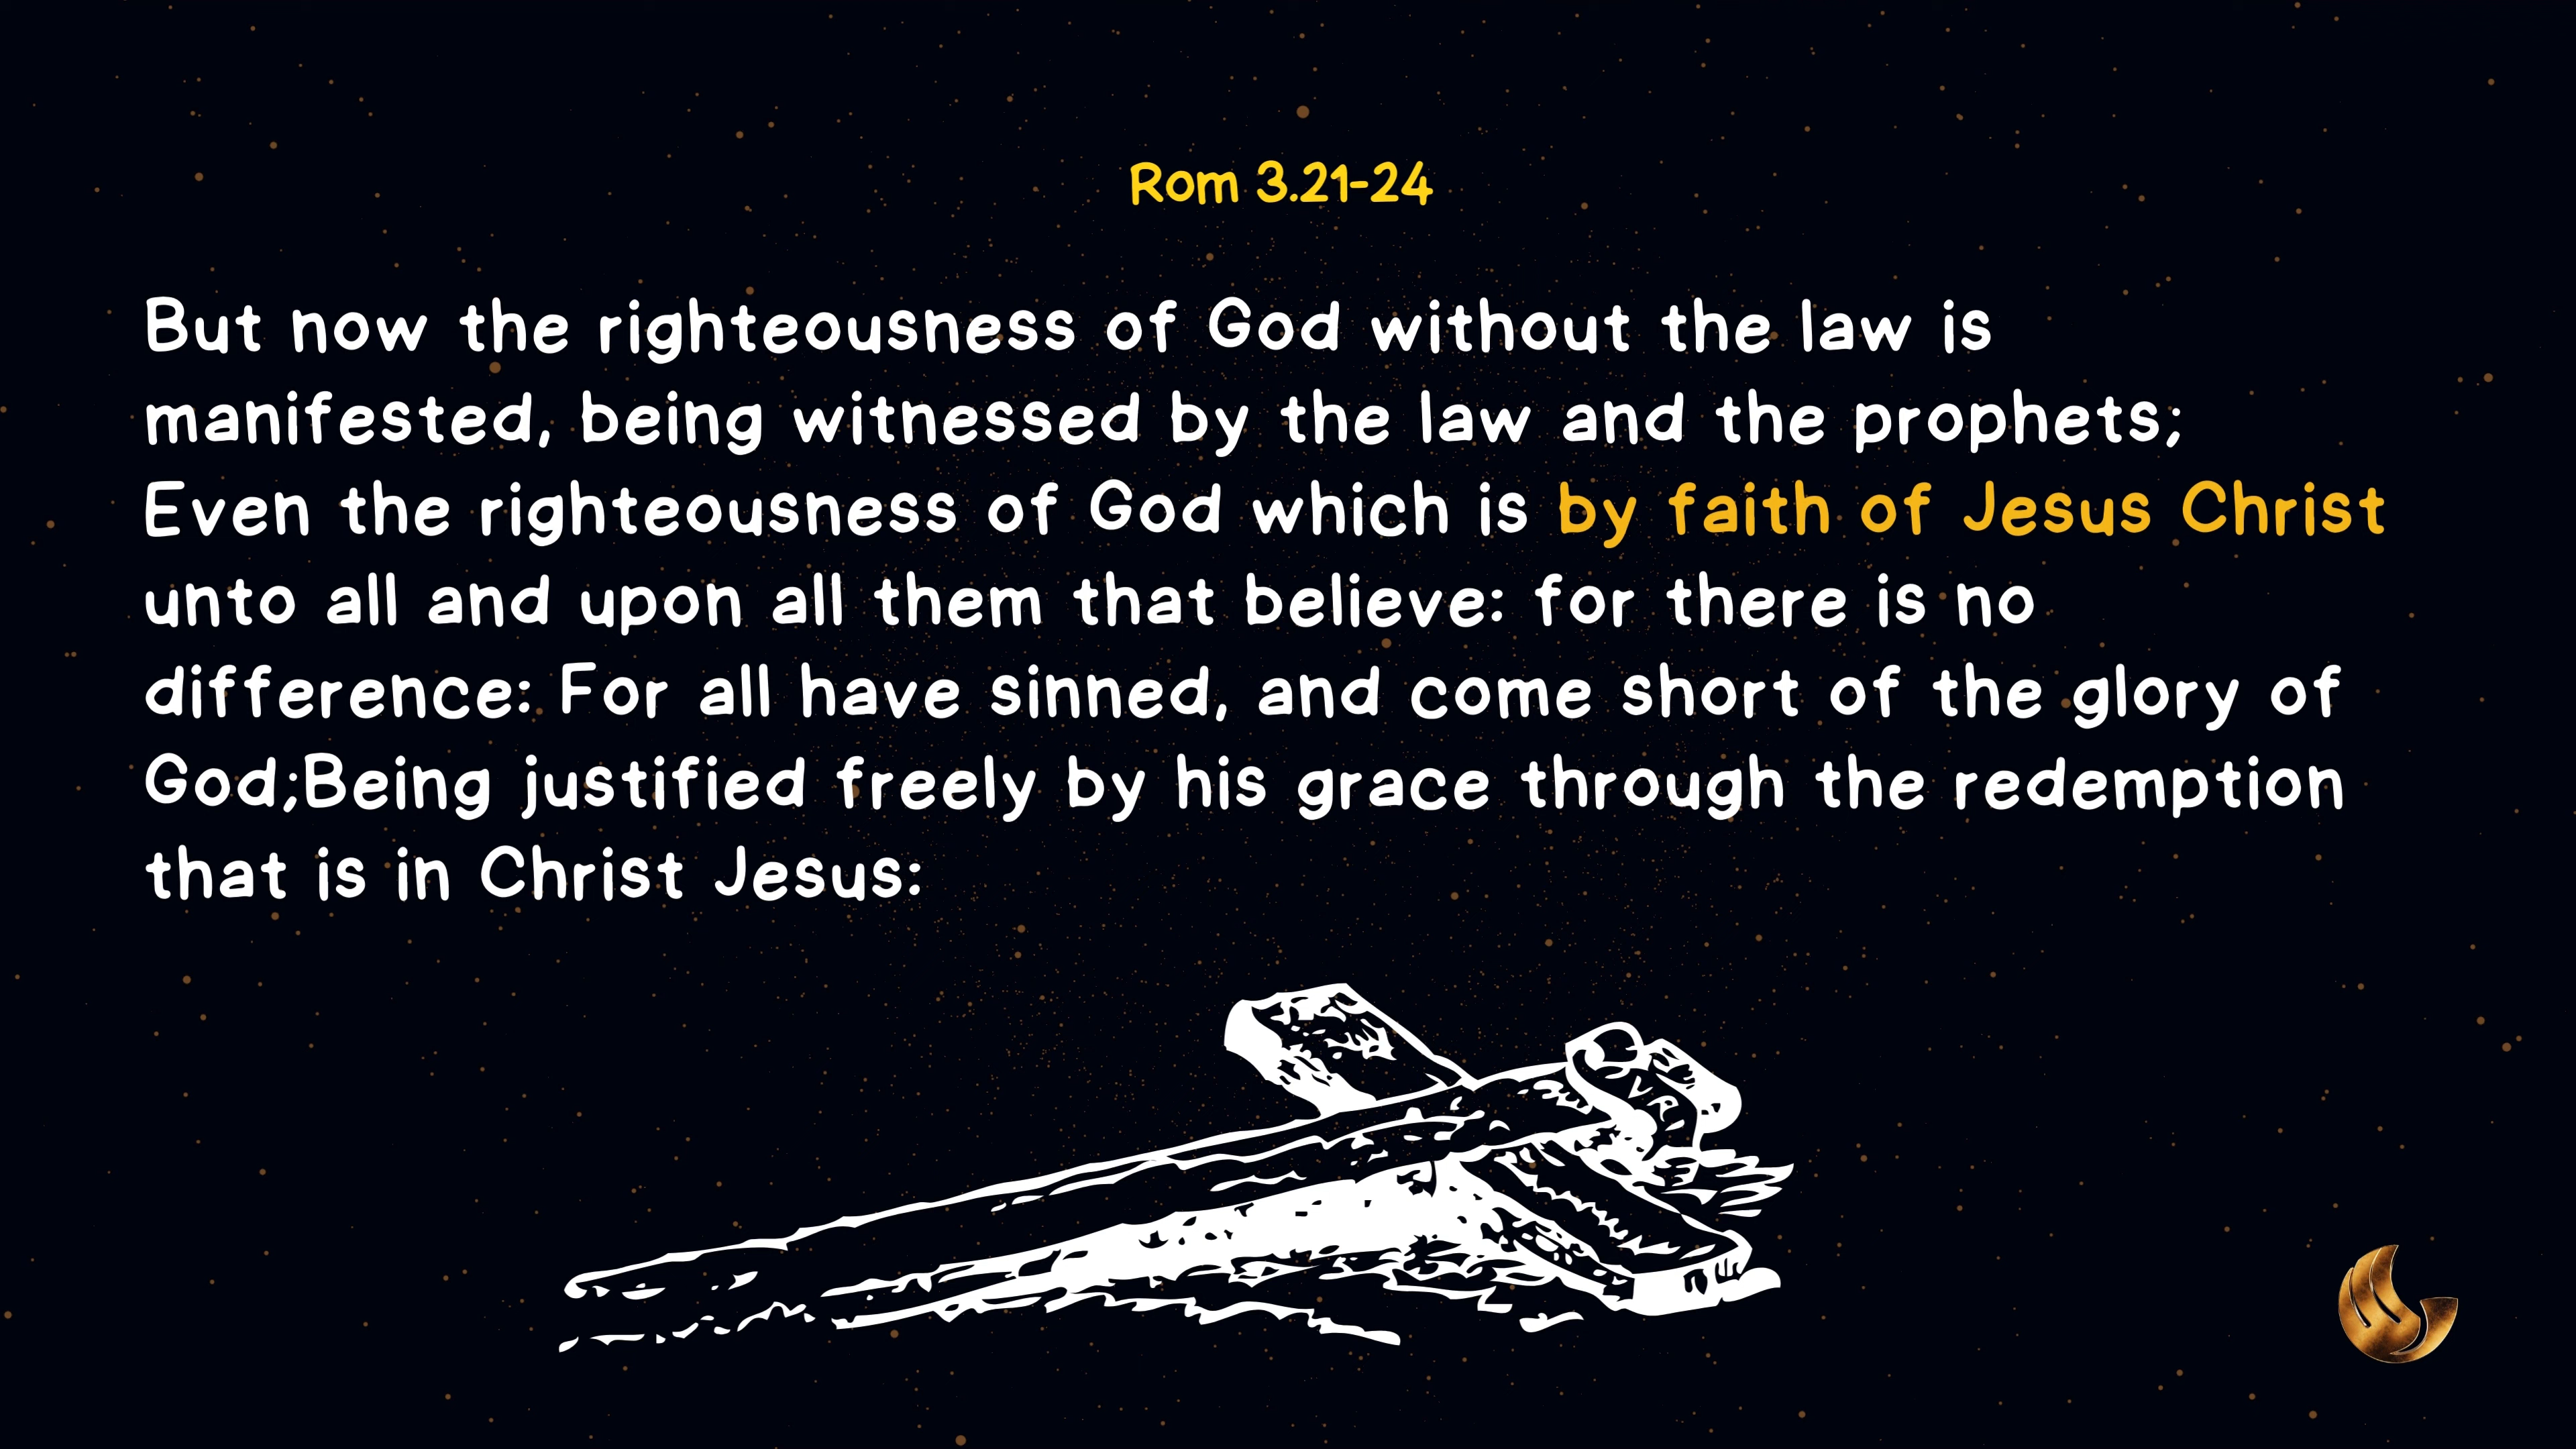 Rom 3.21-24
But now the righteousness of God without the law is
manifested, being witnessed by the law and the prophets;
Even the righteousness of God which is by faith of Jesus Christ
unto all and upon all them that believe: for there is no
difference: For all have sinned, and come short of the glory of
God;Being justified freely by his grace through the redemption
that is in Christ Jesus: